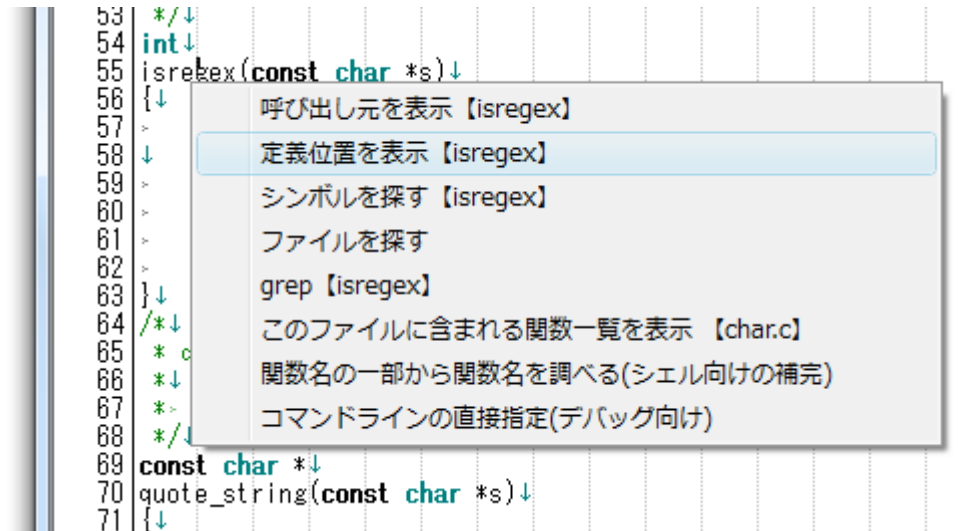 53 */↓
54 int↓
55 isregex(const char *s)↓
56 {↓
呼び出し元を表示【isregex】
57
58 ↓
定義位置を表示【isregex】
59
シンボルを探す【isregex】
60
61
ファイルを探す
62
grep【isregex】
63 }↓
64 /*↓
このファイルに含まれる関数一覧を表示 【char.c】
65 * c
66 *↓
関数名の一部から関数名を調べる(シェル向けの補完)
67 *
68 */↓
コマンドラインの直接指定(デバッグ向け)
69 const char *↓
70 quote_string(const char *s)↓
71 {↓